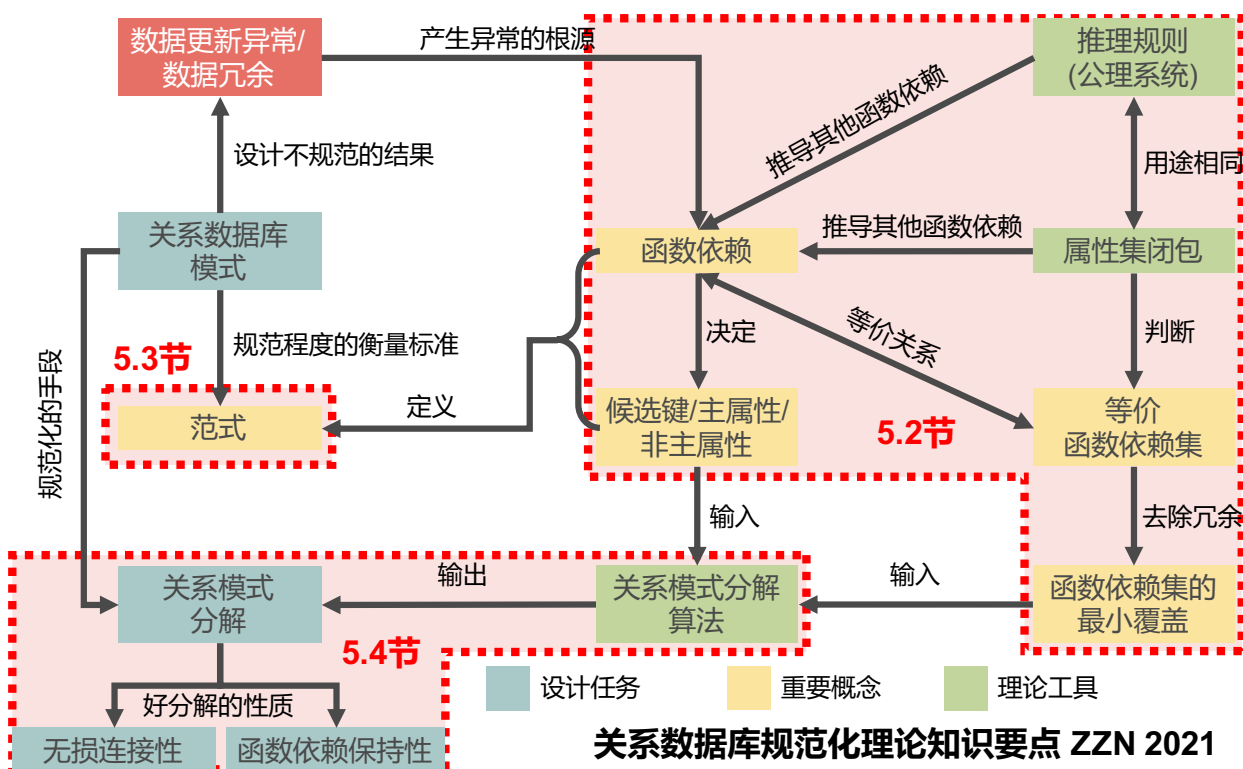 数据更新异常/
数据冗余
产生异常的根源
推理规则
(公理系统)
推导其他函数依赖
设计不规范的结果
用途相同
关系数据库
模式
函数依赖
推导其他函数依赖
属性集闭包
规范程度的衡量标准
决定
等价关系
判断
5.3节
规范化的手段
范式
定义
候选键/主属性/
非主属性
5.2节
等价
函数依赖集
输入
去除冗余
关系模式
分解
输出
关系模式分解
算法
输入
函数依赖集的
最小覆盖
5.4节
好分解的性质
设计任务
重要概念
理论工具
无损连接性
函数依赖保持性
关系数据库规范化理论知识要点 ZZN 2021